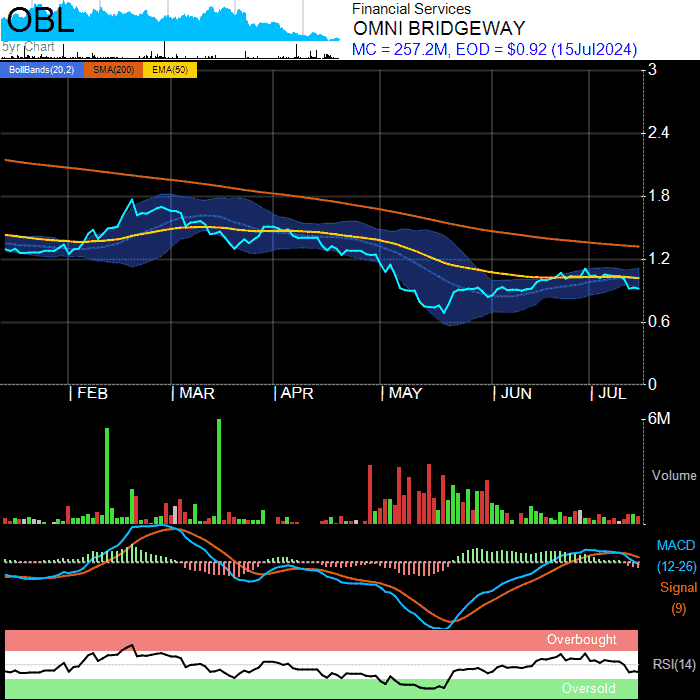 OBL
5yr Chart
Financial Services
OMNI BRIDGEWAY
MC = 257.2M, EOD = $0.92 (15Jul2024)
BollBands(20,2) SMA(200) EMA(50)
3
2.4
1.8
1.2
0.6
0
| FEB | MAR | APR | MAY | JUN | JUL
6M
Volume
MACD
(12-26)
Signal
(9)
Overbought
RSI(14)
Oversold